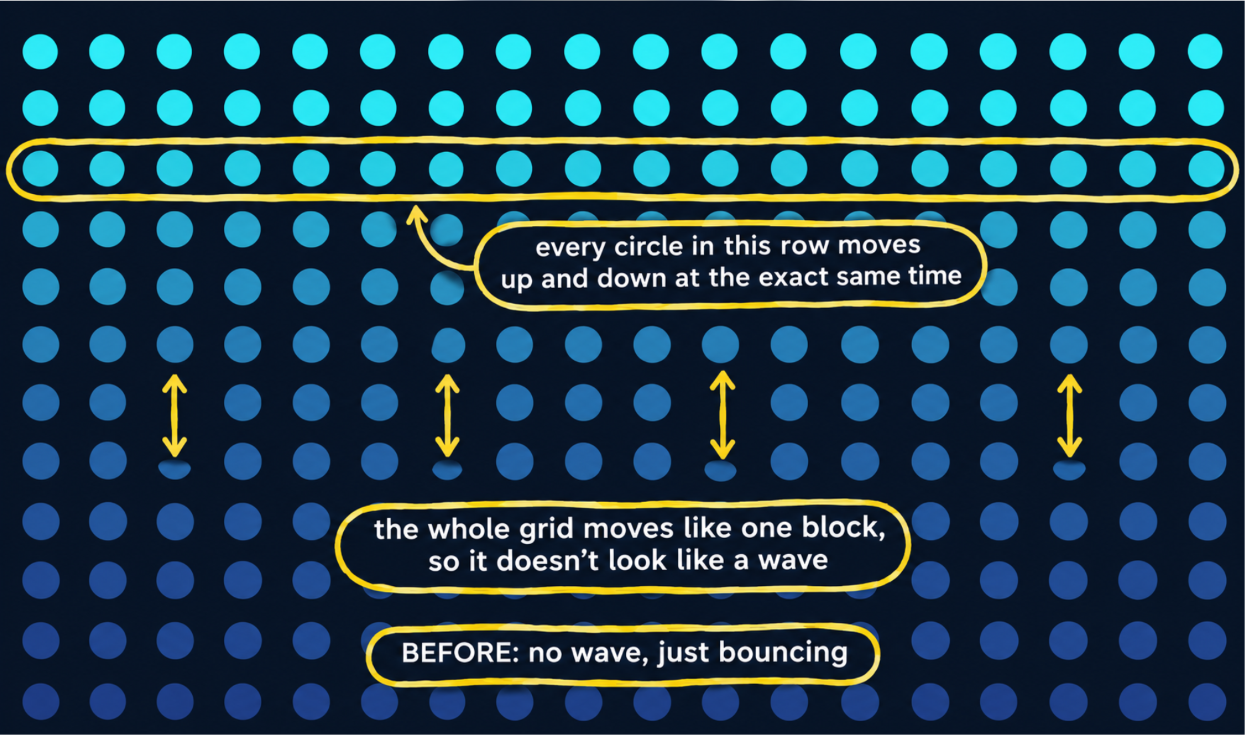 every circle in this row moves
up and down at the exact same time
the whole grid moves like one block,
so it doesn’t look like a wave
BEFORE: no wave, just bouncing